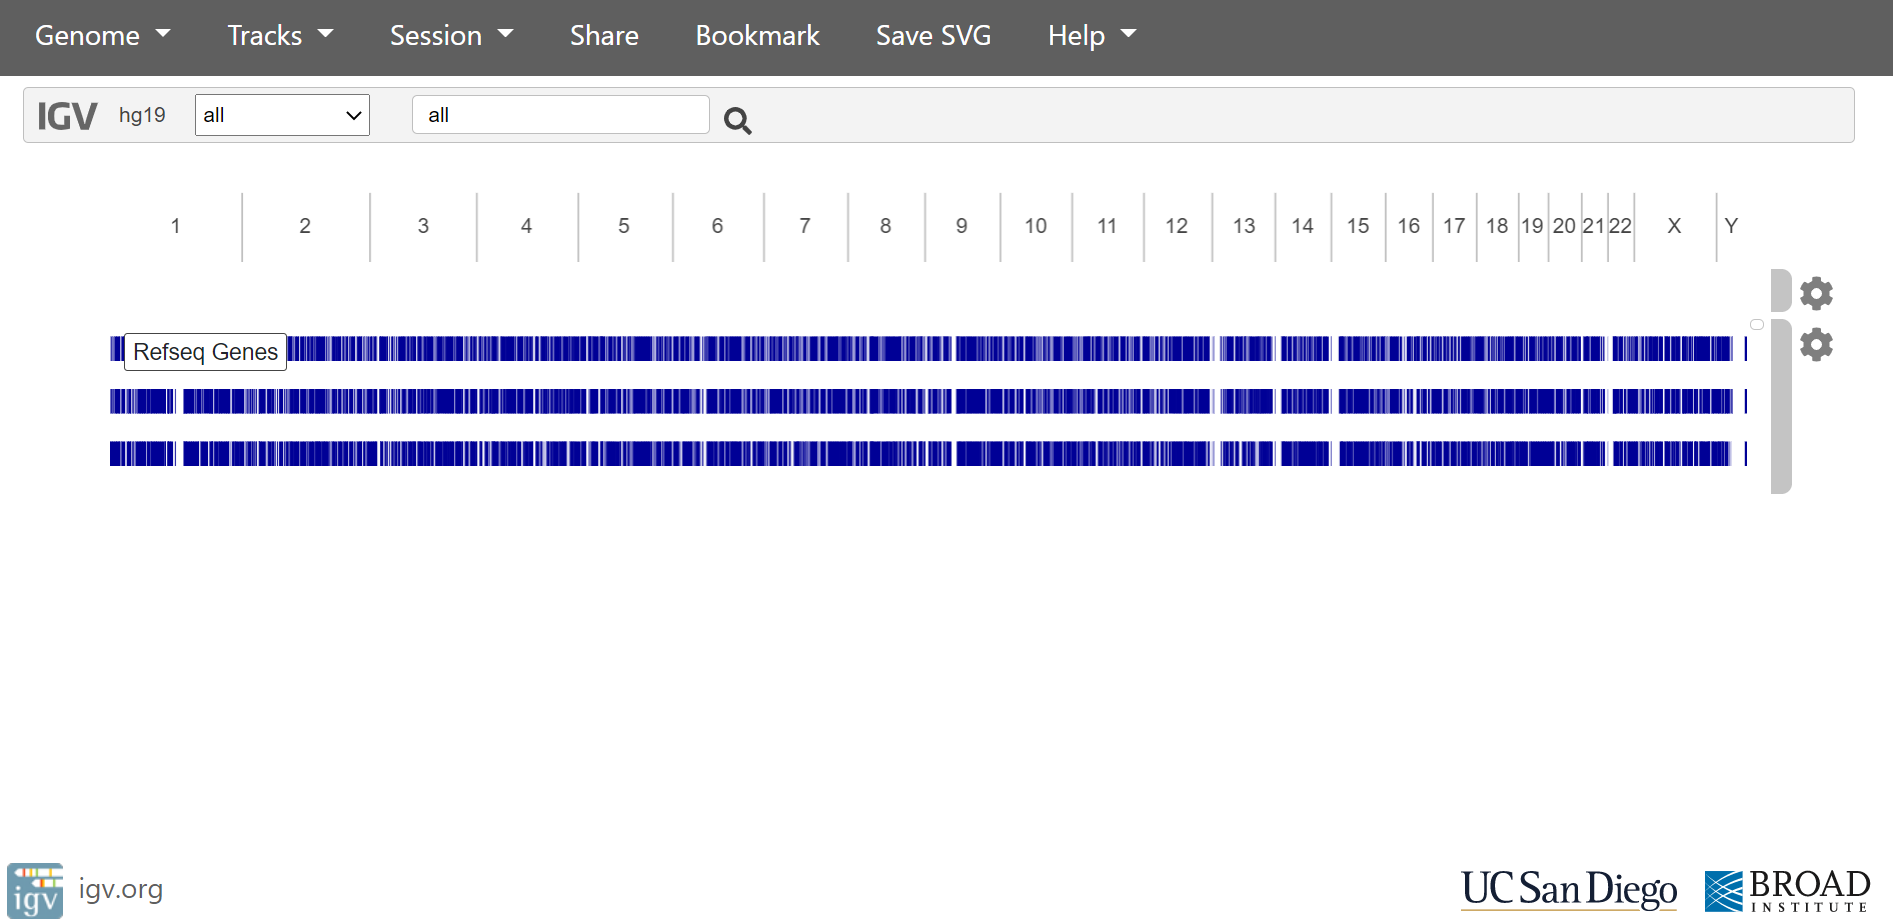 Genome Tracks Session Share Bookmark Save SVG Help
IGV hg19 all all
1 2 3 4 5 6 7 8 9 10 11 12 13 14 15 16 17 18 19 20 21 22 X Y
Refseq Genes
igv igv.org
UC San Diego
BROAD
INSTITUTE